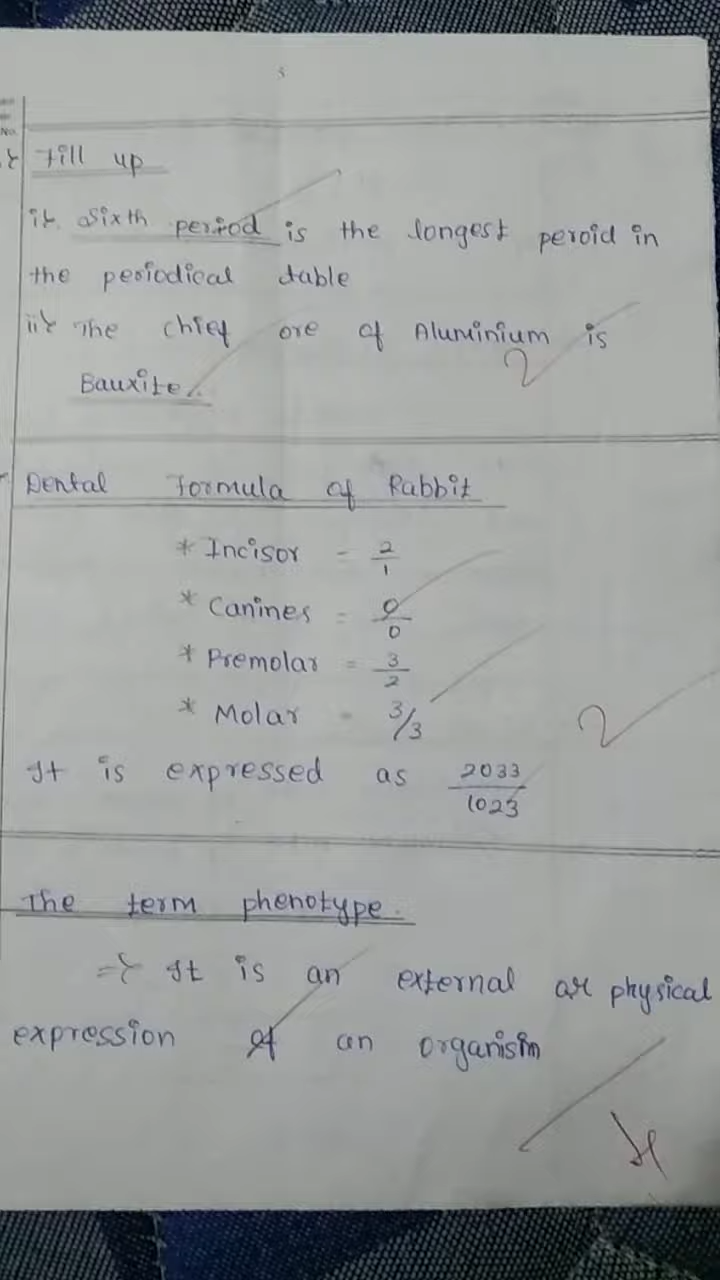 Fill up
i} Sixth period is the longest peroid in
the periodical table
ii} The chief ore of Aluminium is
Bauxite.
2
Dental Formula of Rabbit
* Incisor = 2/1
* Canines = 0/0
* Premolar = 3/2
* Molar = 3/3
2
It is expressed as 2033/1023
The term phenotype.
=> It is an external or physical
expression of an organisim